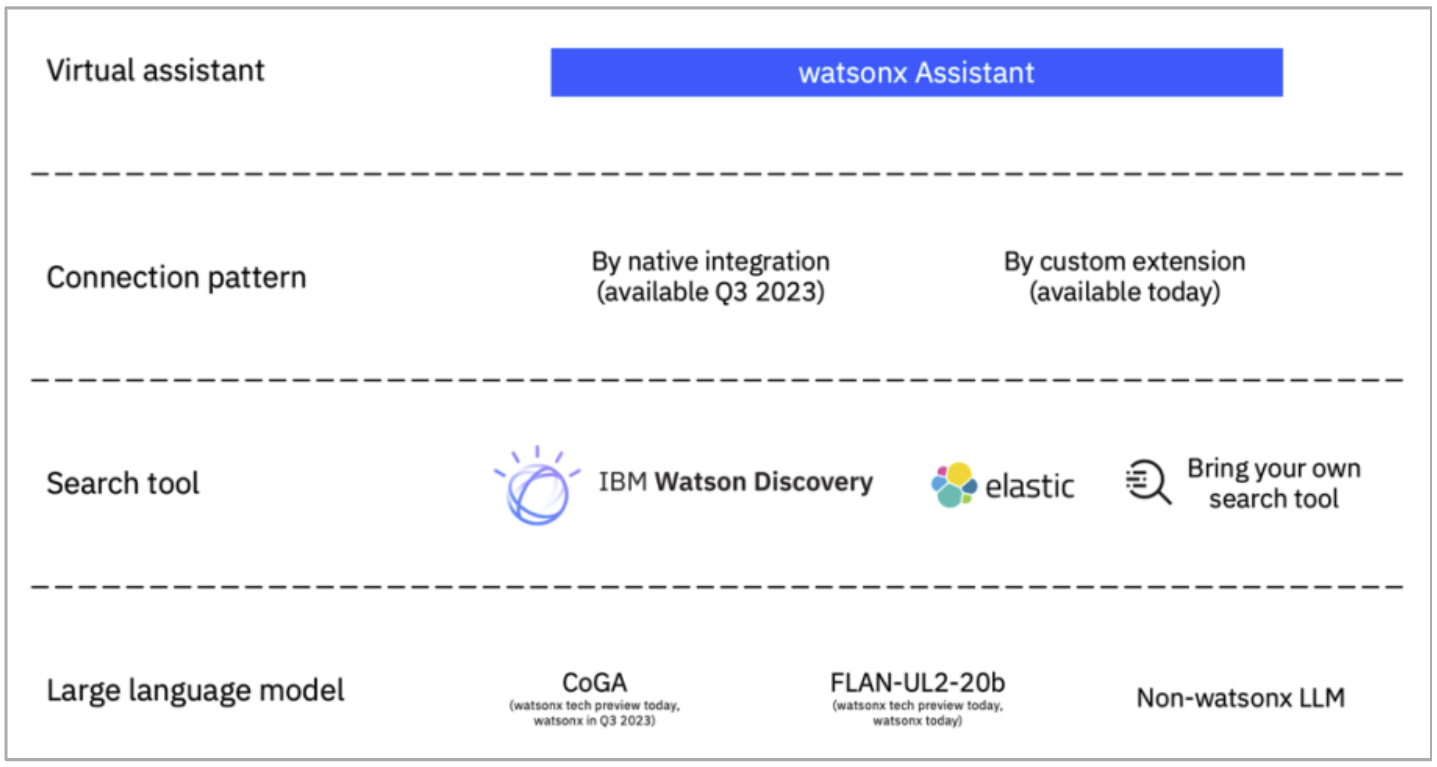 Virtual assistant
watsonx Assistant
Connection pattern
By native integration
(available Q3 2023)
By custom extension
(available today)
Search tool
IBM Watson Discovery
elastic
Bring your own
search tool
Large language model
CoGA
(watsonx tech preview today,
watsonx in Q3 2023)
FLAN-UL2-20b
(watsonx tech preview today,
watsonx today)
Non-watsonx LLM